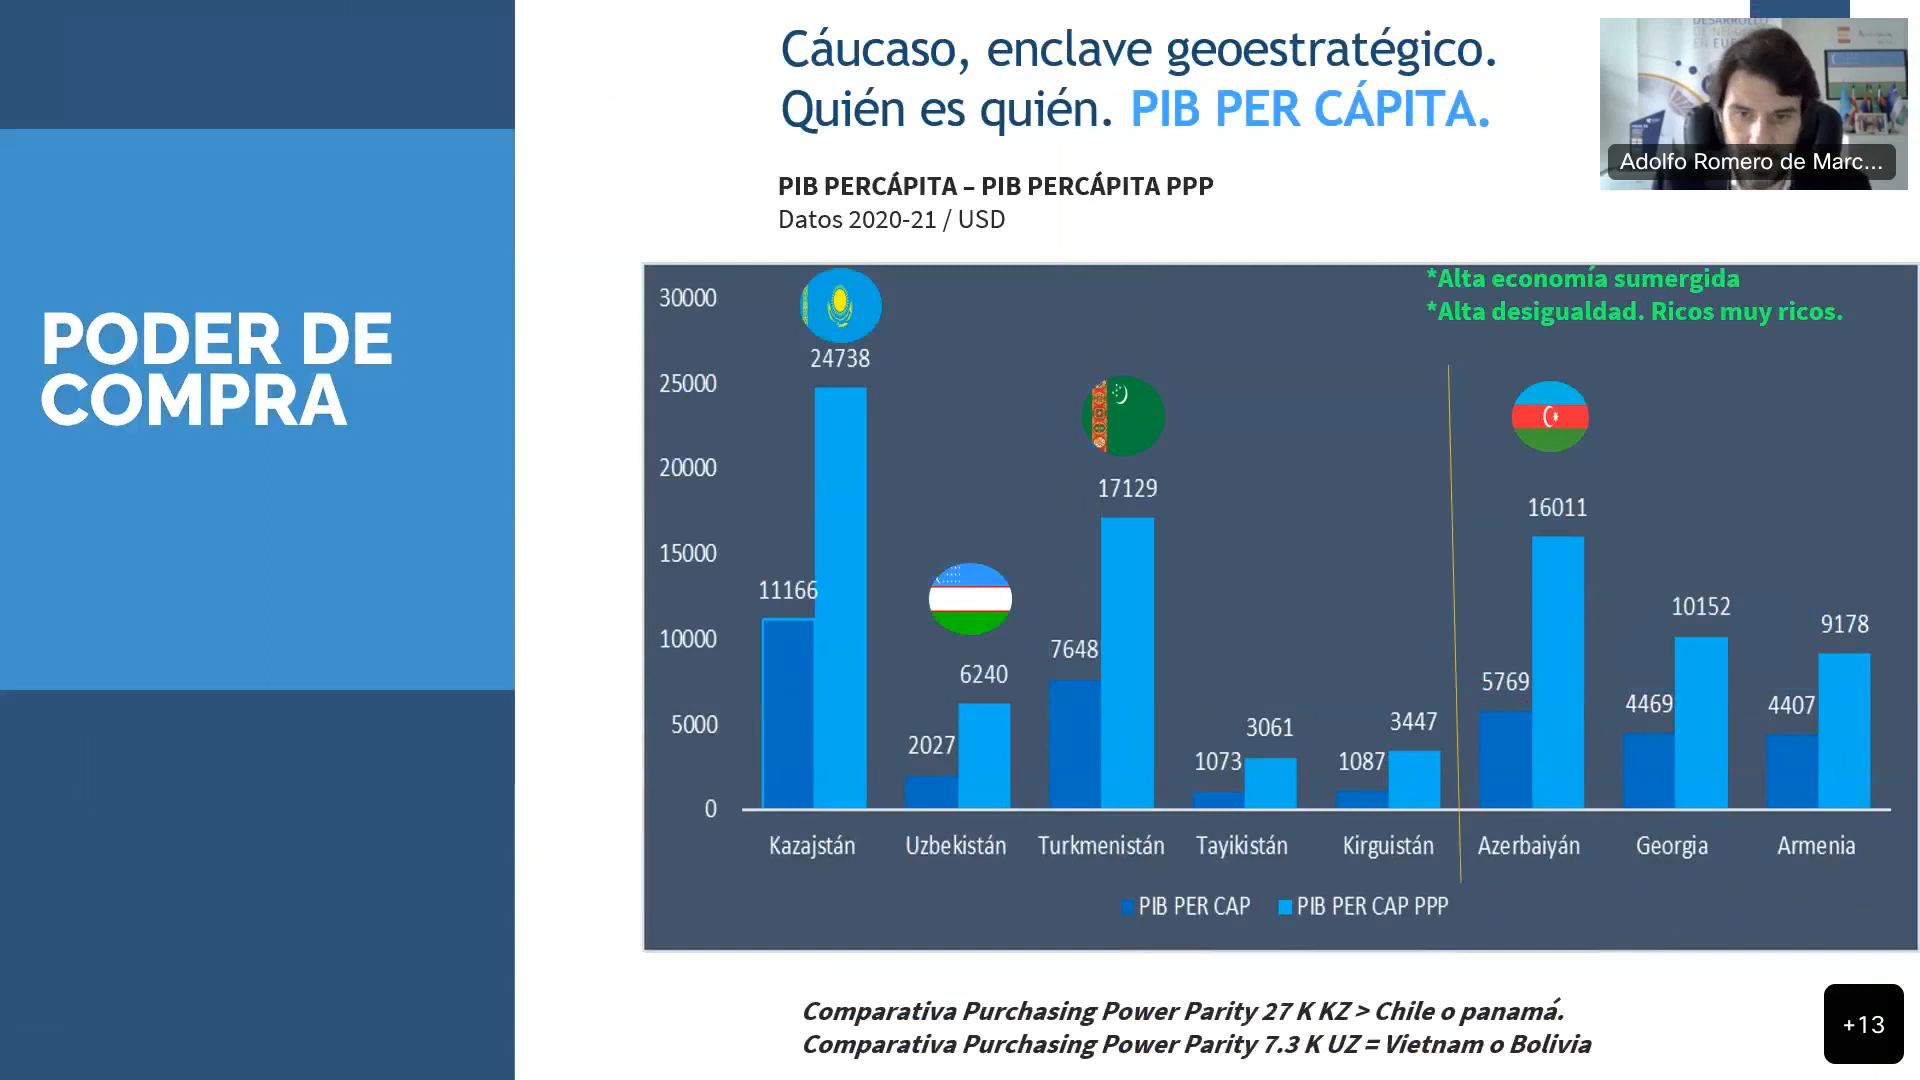 Cáucaso, enclave geoestratégico.
Quién es quién. PIB PER CÁPITA.
PIB PERCÁPITA – PIB PERCÁPITA PPP
Datos 2020-21 / USD
Adolfo Romero de Marc...
PODER DE
COMPRA
*Alta economía sumergida
*Alta desigualdad. Ricos muy ricos.
30000
25000
20000
15000
10000
5000
0
11166
24738
2027
6240
7648
17129
1073
3061
1087
3447
5769
16011
4469
10152
4407
9178
Kazajstán Uzbekistán Turkmenistán Tayikistán Kirguistán Azerbaiyán Georgia Armenia
PIB PER CAP PIB PER CAP PPP
Comparativa Purchasing Power Parity 27 K KZ > Chile o panamá.
Comparativa Purchasing Power Parity 7.3 K UZ = Vietnam o Bolivia
+13